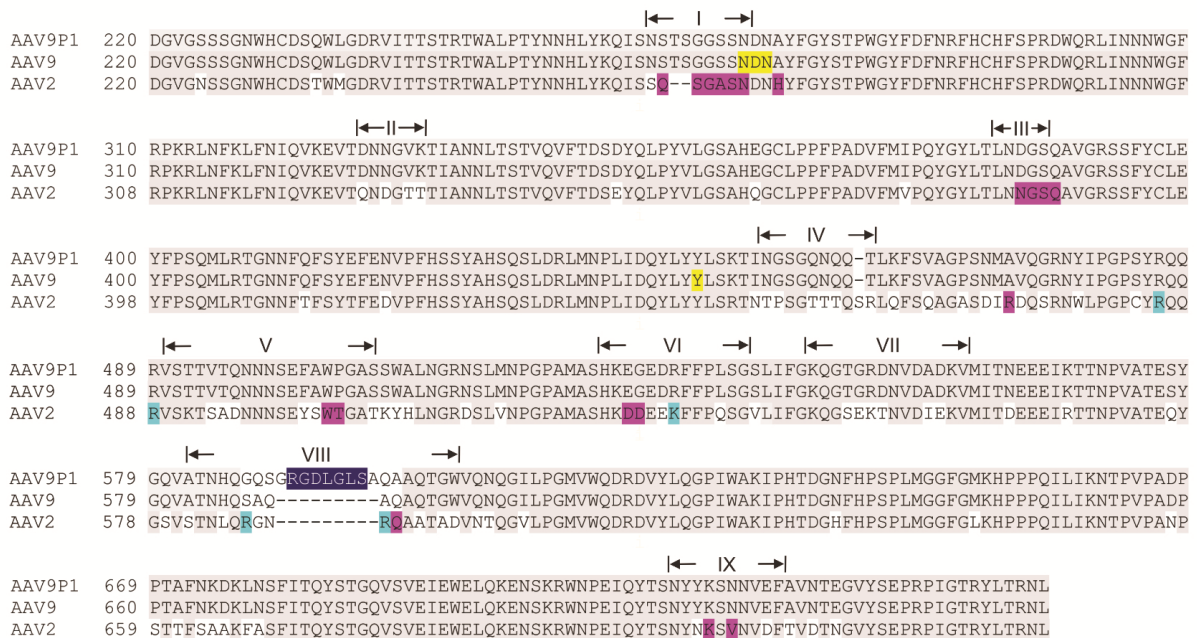 I
AAV9P1 220 DGVGSSSGNWHCDSQWLGDRVITTSTRTWALPTYNNHLYKQISNSTSGGSSNDNAYFGYSTPWGYFDFNRFHCHFSPRDWQRLINNNWGF
AAV9 220 DGVGSSSGNWHCDSQWLGDRVITTSTRTWALPTYNNHLYKQISNSTSGGSSNDNAYFGYSTPWGYFDFNRFHCHFSPRDWQRLINNNWGF
AAV2 220 DGVGNSSGNWHCDSTWMGDRVITTSTRTWALPTYNNHLYKQISSQ--SGASNDNHYFGYSTPWGYFDFNRFHCHFSPRDWQRLINNNWGF
II III
AAV9P1 310 RPKRLNFKLFNIQVKEVTDNNGVKTIANNLTSTVQVFTDSDYQLPYVLGSAHEGCLPPFPADVFMIPQYGYLTLNDGSQAVGRSSFYCLE
AAV9 310 RPKRLNFKLFNIQVKEVTDNNGVKTIANNLTSTVQVFTDSDYQLPYVLGSAHEGCLPPFPADVFMIPQYGYLTLNDGSQAVGRSSFYCLE
AAV2 308 RPKRLNFKLFNIQVKEVTQNDGTTTIANNLTSTVQVFTDSEYQLPYVLGSAHQGCLPPFPADVFMVPQYGYLTLNNGSQAVGRSSFYCLE
IV
AAV9P1 400 YFPSQMLRTGNNFQFSYEFENVPFHSSYAHSQSLDRLMNPLIDQYLYYLSKTINGSGQNQQ-TLKFSVAGPSNMAVQGRNYIPGPSYRQQ
AAV9 400 YFPSQMLRTGNNFQFSYEFENVPFHSSYAHSQSLDRLMNPLIDQYLYYLSKTINGSGQNQQ-TLKFSVAGPSNMAVQGRNYIPGPSYRQQ
AAV2 398 YFPSQMLRTGNNFTFSYTFEDVPFHSSYAHSQSLDRLMNPLIDQYLYYLSRTNTPSGTTTQSRLQFSQAGASDIRDQSRNWLPGPCYRQQ
V VI VII
AAV9P1 489 RVSTTVTQNNNSEFAWPGASSWALNGRNSLMNPGPAMASHKEGEDRFFPLSGSLIFGKQGTGRDNVDADKVMITNEEEIKTTNPVATESY
AAV9 489 RVSTTVTQNNNSEFAWPGASSWALNGRNSLMNPGPAMASHKEGEDRFFPLSGSLIFGKQGTGRDNVDADKVMITNEEEIKTTNPVATESY
AAV2 488 RVSKTSADNNNSEYSWTGATKYHLNGRDSLVNPGPAMASHKDDEEKFFPQSGVLIFGKQGSEKTNVDIEKVMITDEEEIRTTNPVATEQY
VIII
AAV9P1 579 GQVATNHQGQSGRGDLGLSAQAAQTGWVQNQGILPGMVWQDRDVYLQGPIWAKIPHTDGNFHPSPLMGGFGMKHPPPQILIKNTPVPADP
AAV9 579 GQVATNHQSAQ---------AQAQTGWVQNQGILPGMVWQDRDVYLQGPIWAKIPHTDGNFHPSPLMGGFGMKHPPPQILIKNTPVPADP
AAV2 578 GSVSTNLQRGN---------RQAATADVNTQGVLPGMVWQDRDVYLQGPIWAKIPHTDGHFHPSPLMGGFGLKHPPPQILIKNTPVPANP
IX
AAV9P1 669 PTAFNKDKLNSFITQYSTGQVSVEIEWELQKENSKRWNPEIQYTSNYYKSNNVEFAVNTEGVYSEPRPIGTRYLTRNL
AAV9 660 PTAFNKDKLNSFITQYSTGQVSVEIEWELQKENSKRWNPEIQYTSNYYKSNNVEFAVNTEGVYSEPRPIGTRYLTRNL
AAV2 659 STTFSAAKFASFITQYSTGQVSVEIEWELQKENSKRWNPEIQYTSNYNKSVNVDFTVDTNGVYSEPRPIGTRYLTRNL